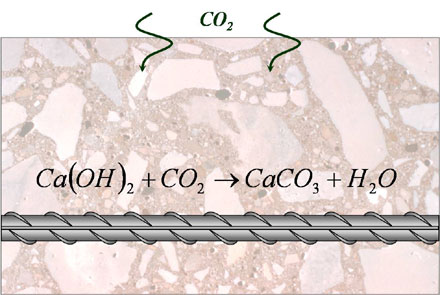 CO₂
Ca(OH)₂ + CO₂ → CaCO₃ + H₂O